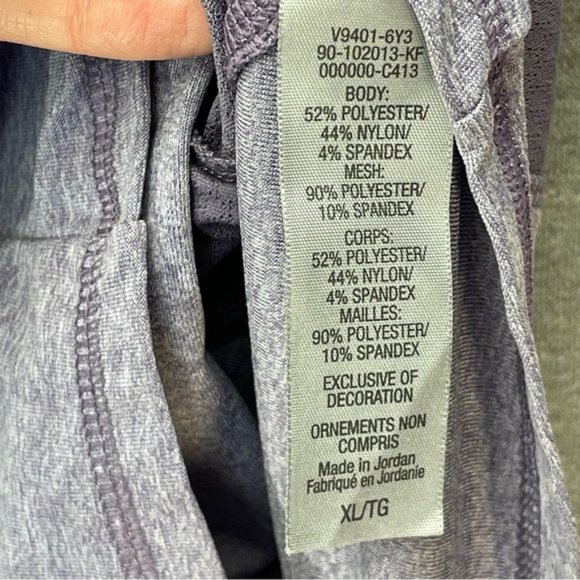 V9401-6Y3
90-102013-KF
000000-C413
BODY:
52% POLYESTER/
44% NYLON/
4% SPANDEX
MESH:
90% POLYESTER/
10% SPANDEX
CORPS:
52% POLYESTER/
44% NYLON/
4% SPANDEX
MAILLES:
90% POLYESTER/
10% SPANDEX
EXCLUSIVE OF
DECORATION
ORNEMENTS NON
COMPRIS
Made in Jordan
Fabriqué en Jordanie
XL/TG